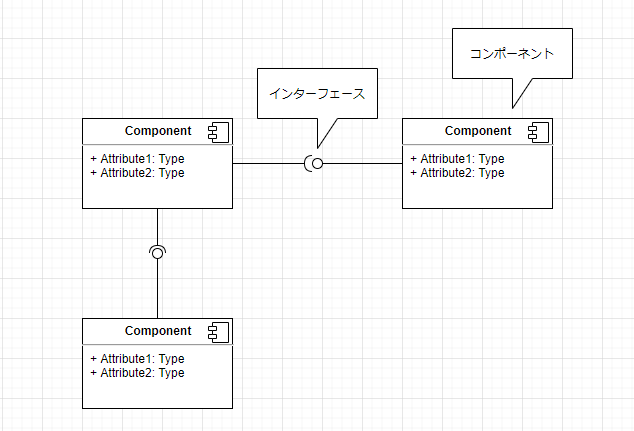 コンポーネント
インターフェース
Component
+ Attribute1: Type
+ Attribute2: Type
Component
+ Attribute1: Type
+ Attribute2: Type
Component
+ Attribute1: Type
+ Attribute2: Type